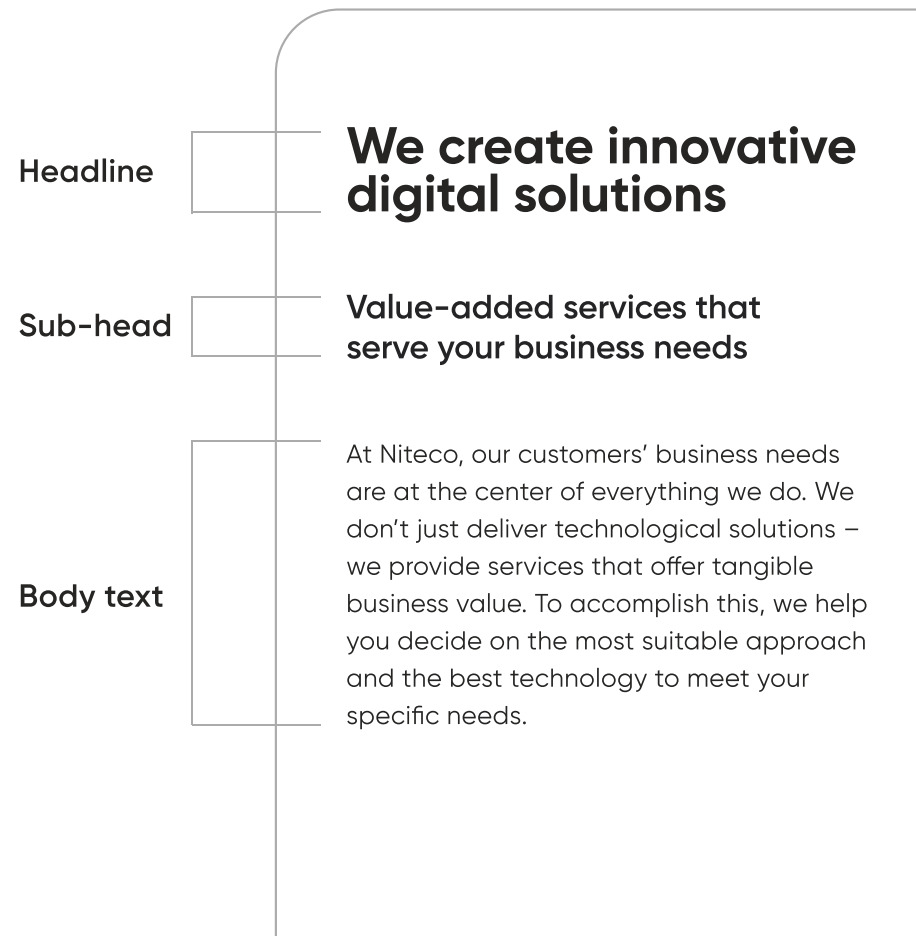 Headline
We create innovative
digital solutions
Sub-head
Value-added services that
serve your business needs
Body text
At Niteco, our customers’ business needs
are at the center of everything we do. We
don’t just deliver technological solutions –
we provide services that offer tangible
business value. To accomplish this, we help
you decide on the most suitable approach
and the best technology to meet your
specific needs.